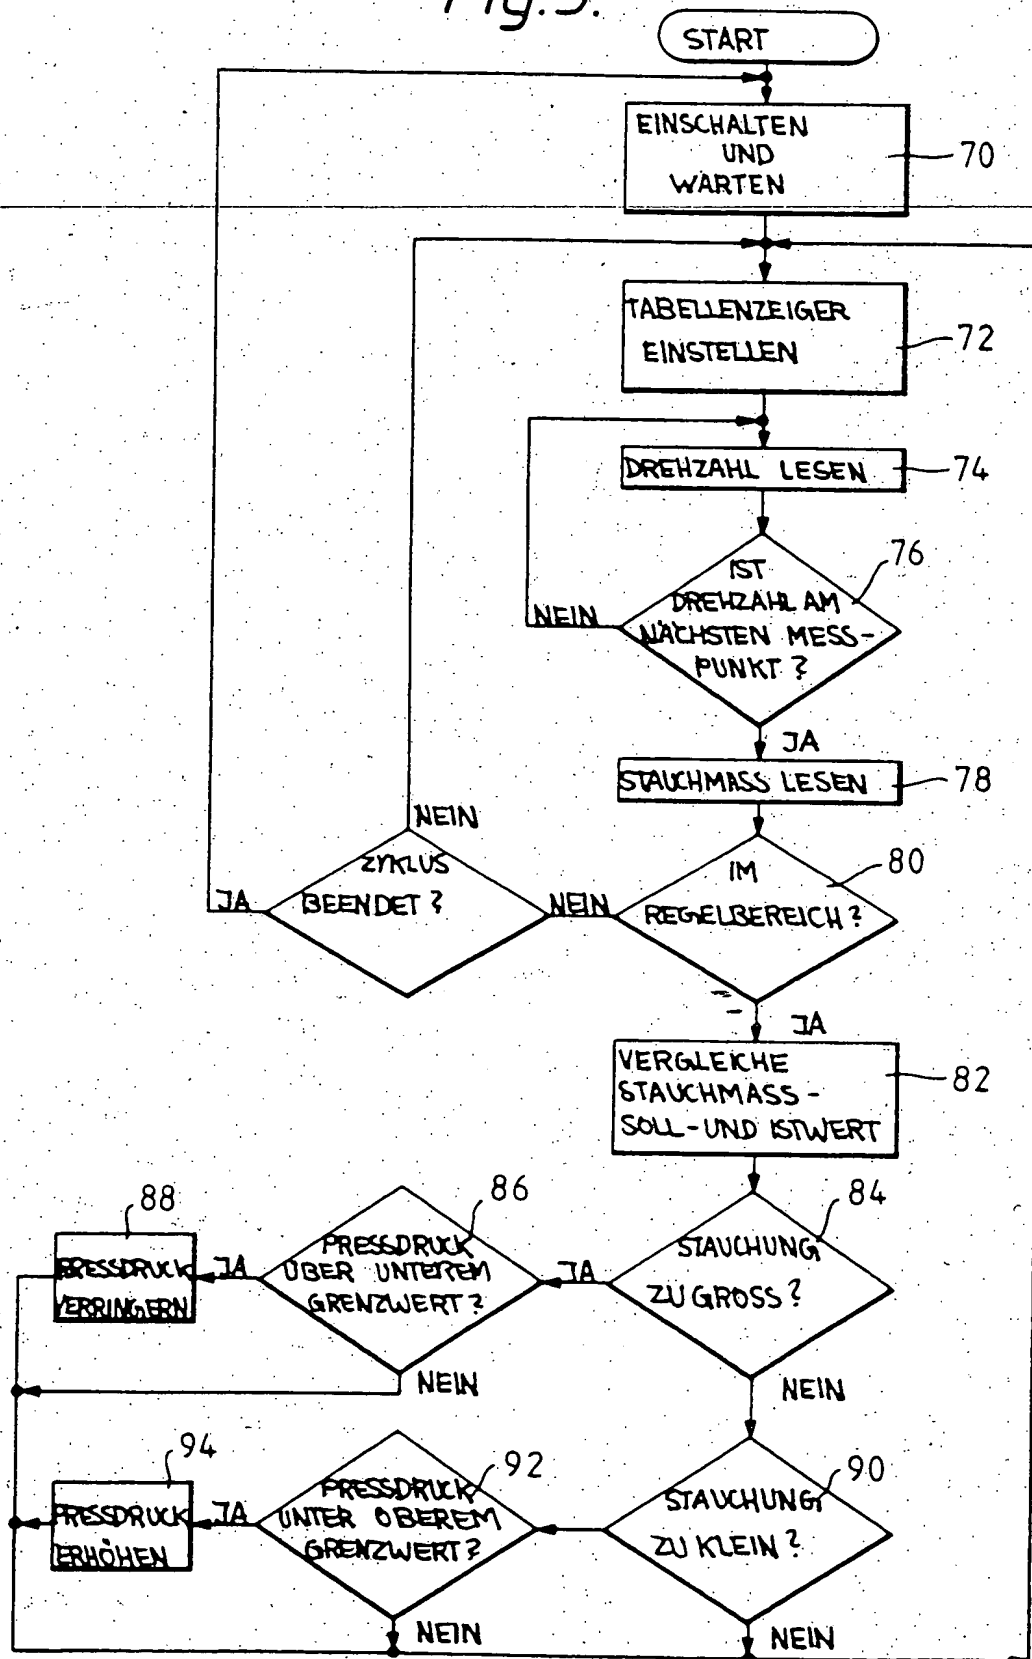 Fig.5.
START
EINSCHALTEN
UND
WARTEN
70
TABELLENZEIGER
EINSTELLEN
72
DREHZAHL LESEN
74
IST
DREHZAHL AM
NÄCHSTEN MESS-
PUNKT?
76
NEIN
JA
STAUCHMASS LESEN
78
NEIN
ZYKLUS
BEENDET?
JA
NEIN
IM
REGELBEREICH?
80
JA
VERGLEICHE
STAUCHMASS-
SOLL-UND ISTWERT
82
88
PRESSDRUCK
VERRINGERN
JA
86
PRESSDRUCK
ÜBER UNTEREM
GRENZWERT?
JA
84
STAUCHUNG
ZU GROSS?
NEIN
NEIN
94
PRESSDRUCK
ERHÖHEN
JA
92
PRESSDRUCK
UNTER OBEREM
GRENZWERT?
90
STAUCHUNG
ZU KLEIN?
NEIN
NEIN